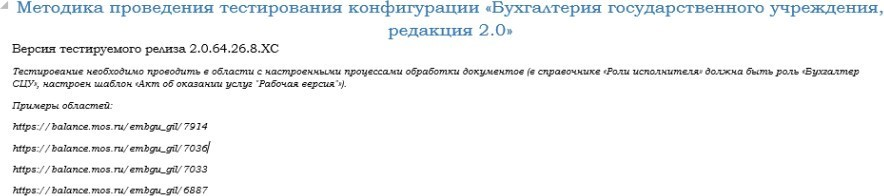 Методика проведения тестирования конфигурации «Бухгалтерия государственного учреждения,
редакция 2.0»
Версия тестируемого релиза 2.0.64.26.8.ХС
Тестирование необходимо проводить в области с настроенными процессами обработки документов (в справочнике «Роли исполнителя» должна быть роль «Бухгалтер
СЦУ», настроен шаблон «Акт об оказании услуг "Рабочая версия"»).
Примеры областей:
https://balance.mos.ru/embgu_gil/7914
https://balance.mos.ru/embgu_gil/7036
https://balance.mos.ru/embgu_gil/7033
https://balance.mos.ru/embgu_gil/6887